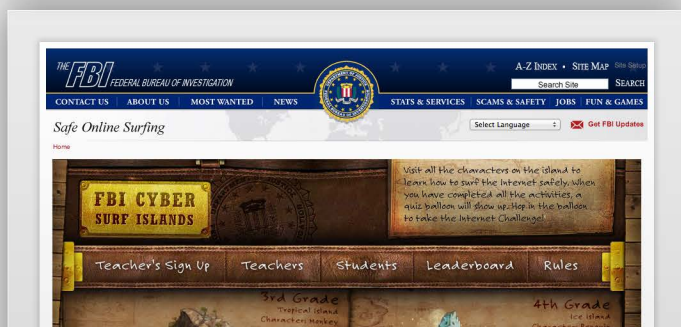 THE FBI FEDERAL BUREAU OF INVESTIGATION
A-Z INDEX • SITE MAP Site Setup
Search Site SEARCH
CONTACT US ABOUT US MOST WANTED NEWS STATS & SERVICES SCAMS & SAFETY JOBS FUN & GAMES
Safe Online Surfing
Select Language Get FBI Updates
Home
Visit all the characters on the island to
learn how to surf the Internet safely. When
you have completed all the activities, a
quiz balloon will show up. Hop in the balloon
to take the Internet Challenge!
FBI CYBER
SURF ISLANDS
Teacher's Sign Up Teachers Students Leaderboard Rules
3rd Grade
Tropical Island
Character: Monkey
4th Grade
Ice Island